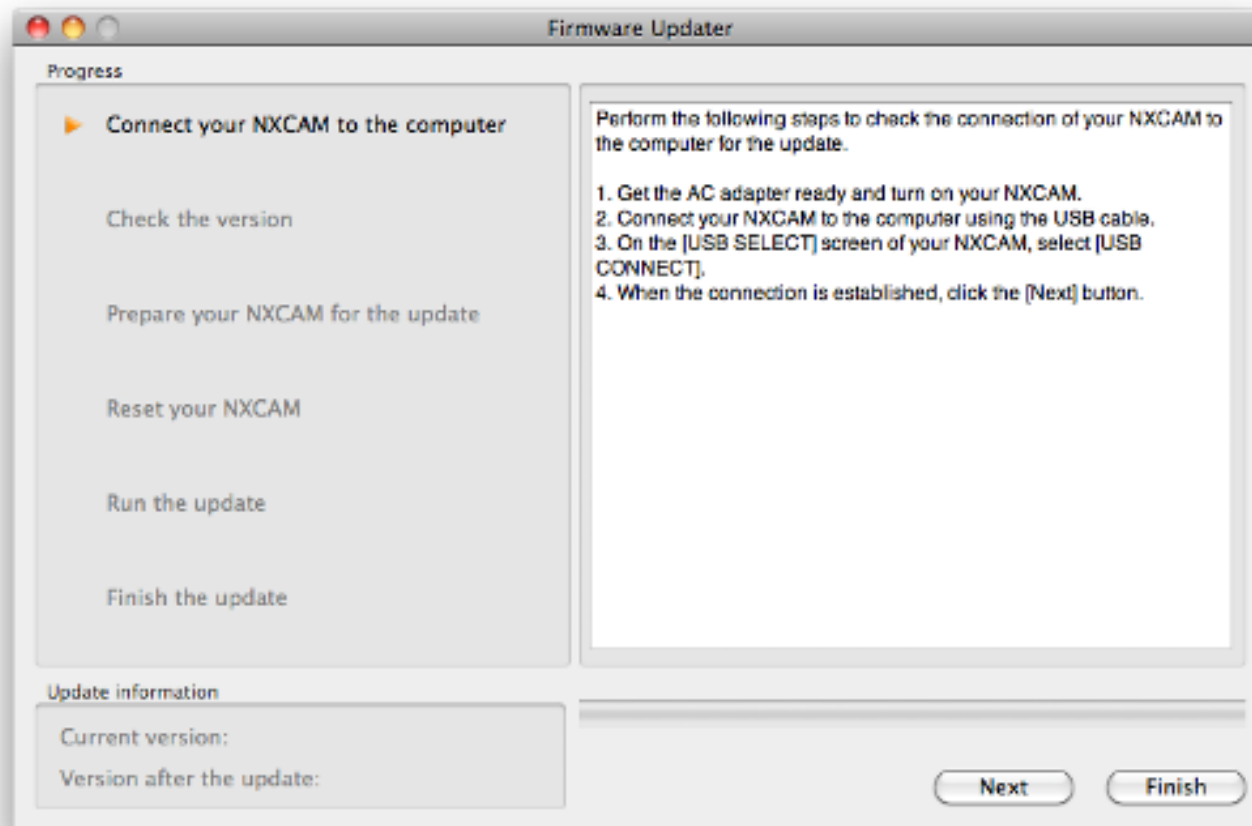 Firmware Updater
Progress
Connect your NXCAM to the computer
Check the version
Prepare your NXCAM for the update
Reset your NXCAM
Run the update
Finish the update
Perform the following steps to check the connection of your NXCAM to
the computer for the update.
1. Get the AC adapter ready and turn on your NXCAM.
2. Connect your NXCAM to the computer using the USB cable.
3. On the [USB SELECT] screen of your NXCAM, select [USB
CONNECT].
4. When the connection is established, click the [Next] button.
Update information
Current version:
Version after the update:
Next
Finish